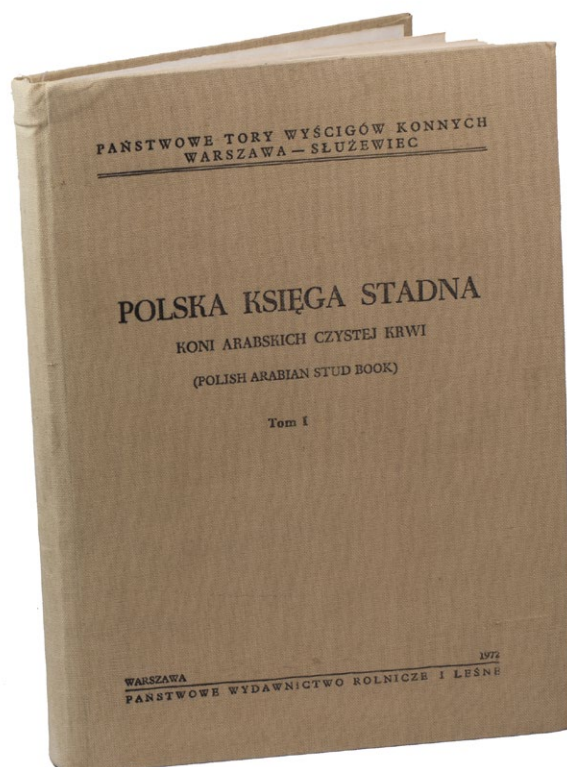 PAŃSTWOWE TORY WYŚCIGÓW KONNYCH
WARSZAWA — SŁUŻEWIEC
POLSKA KSIĘGA STADNA
KONI ARABSKICH CZYSTEJ KRWI
(POLISH ARABIAN STUD BOOK)
Tom I
WARSZAWA 1972
PAŃSTWOWE WYDAWNICTWO ROLNICZE I LEŚNE